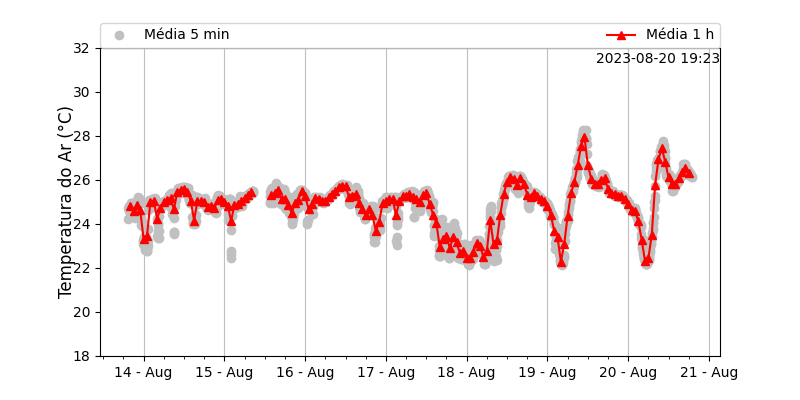 Média 5 min
Média 1 h
2023-08-20 19:23
Temperatura do Ar (°C)
32
30
28
26
24
22
20
18
14 - Aug
15 - Aug
16 - Aug
17 - Aug
18 - Aug
19 - Aug
20 - Aug
21 - Aug